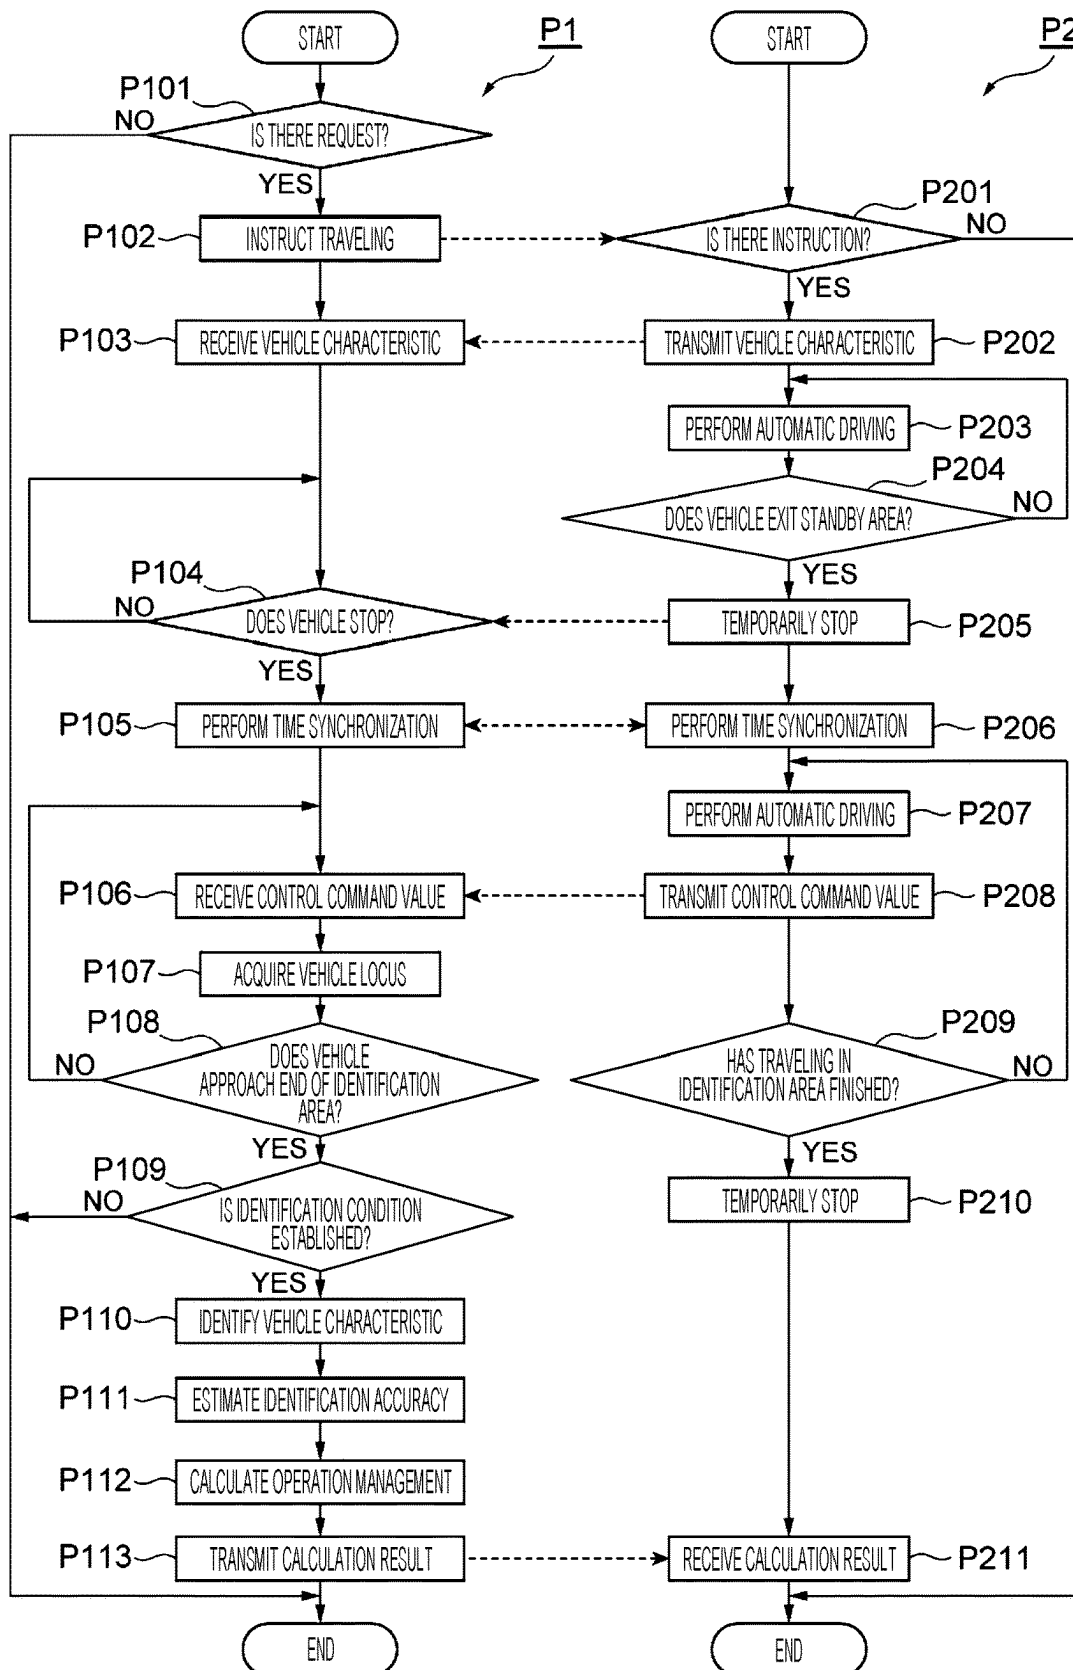 START
P1
START
P2
P101
NO
IS THERE REQUEST?
YES
P201
P102
INSTRUCT TRAVELING
IS THERE INSTRUCTION?
NO
YES
P103
RECEIVE VEHICLE CHARACTERISTIC
TRANSMIT VEHICLE CHARACTERISTIC
P202
PERFORM AUTOMATIC DRIVING
P203
P204
DOES VEHICLE EXIT STANDBY AREA?
NO
YES
P104
NO
DOES VEHICLE STOP?
TEMPORARILY STOP
P205
YES
P105
PERFORM TIME SYNCHRONIZATION
PERFORM TIME SYNCHRONIZATION
P206
PERFORM AUTOMATIC DRIVING
P207
P106
RECEIVE CONTROL COMMAND VALUE
TRANSMIT CONTROL COMMAND VALUE
P208
P107
ACQUIRE VEHICLE LOCUS
P108
NO
DOES VEHICLE
APPROACH END OF IDENTIFICATION
AREA?
YES
P209
HAS TRAVELING IN
IDENTIFICATION AREA FINISHED?
NO
YES
P109
NO
IS IDENTIFICATION CONDITION
ESTABLISHED?
YES
TEMPORARILY STOP
P210
P110
IDENTIFY VEHICLE CHARACTERISTIC
P111
ESTIMATE IDENTIFICATION ACCURACY
P112
CALCULATE OPERATION MANAGEMENT
P113
TRANSMIT CALCULATION RESULT
RECEIVE CALCULATION RESULT
P211
END
END